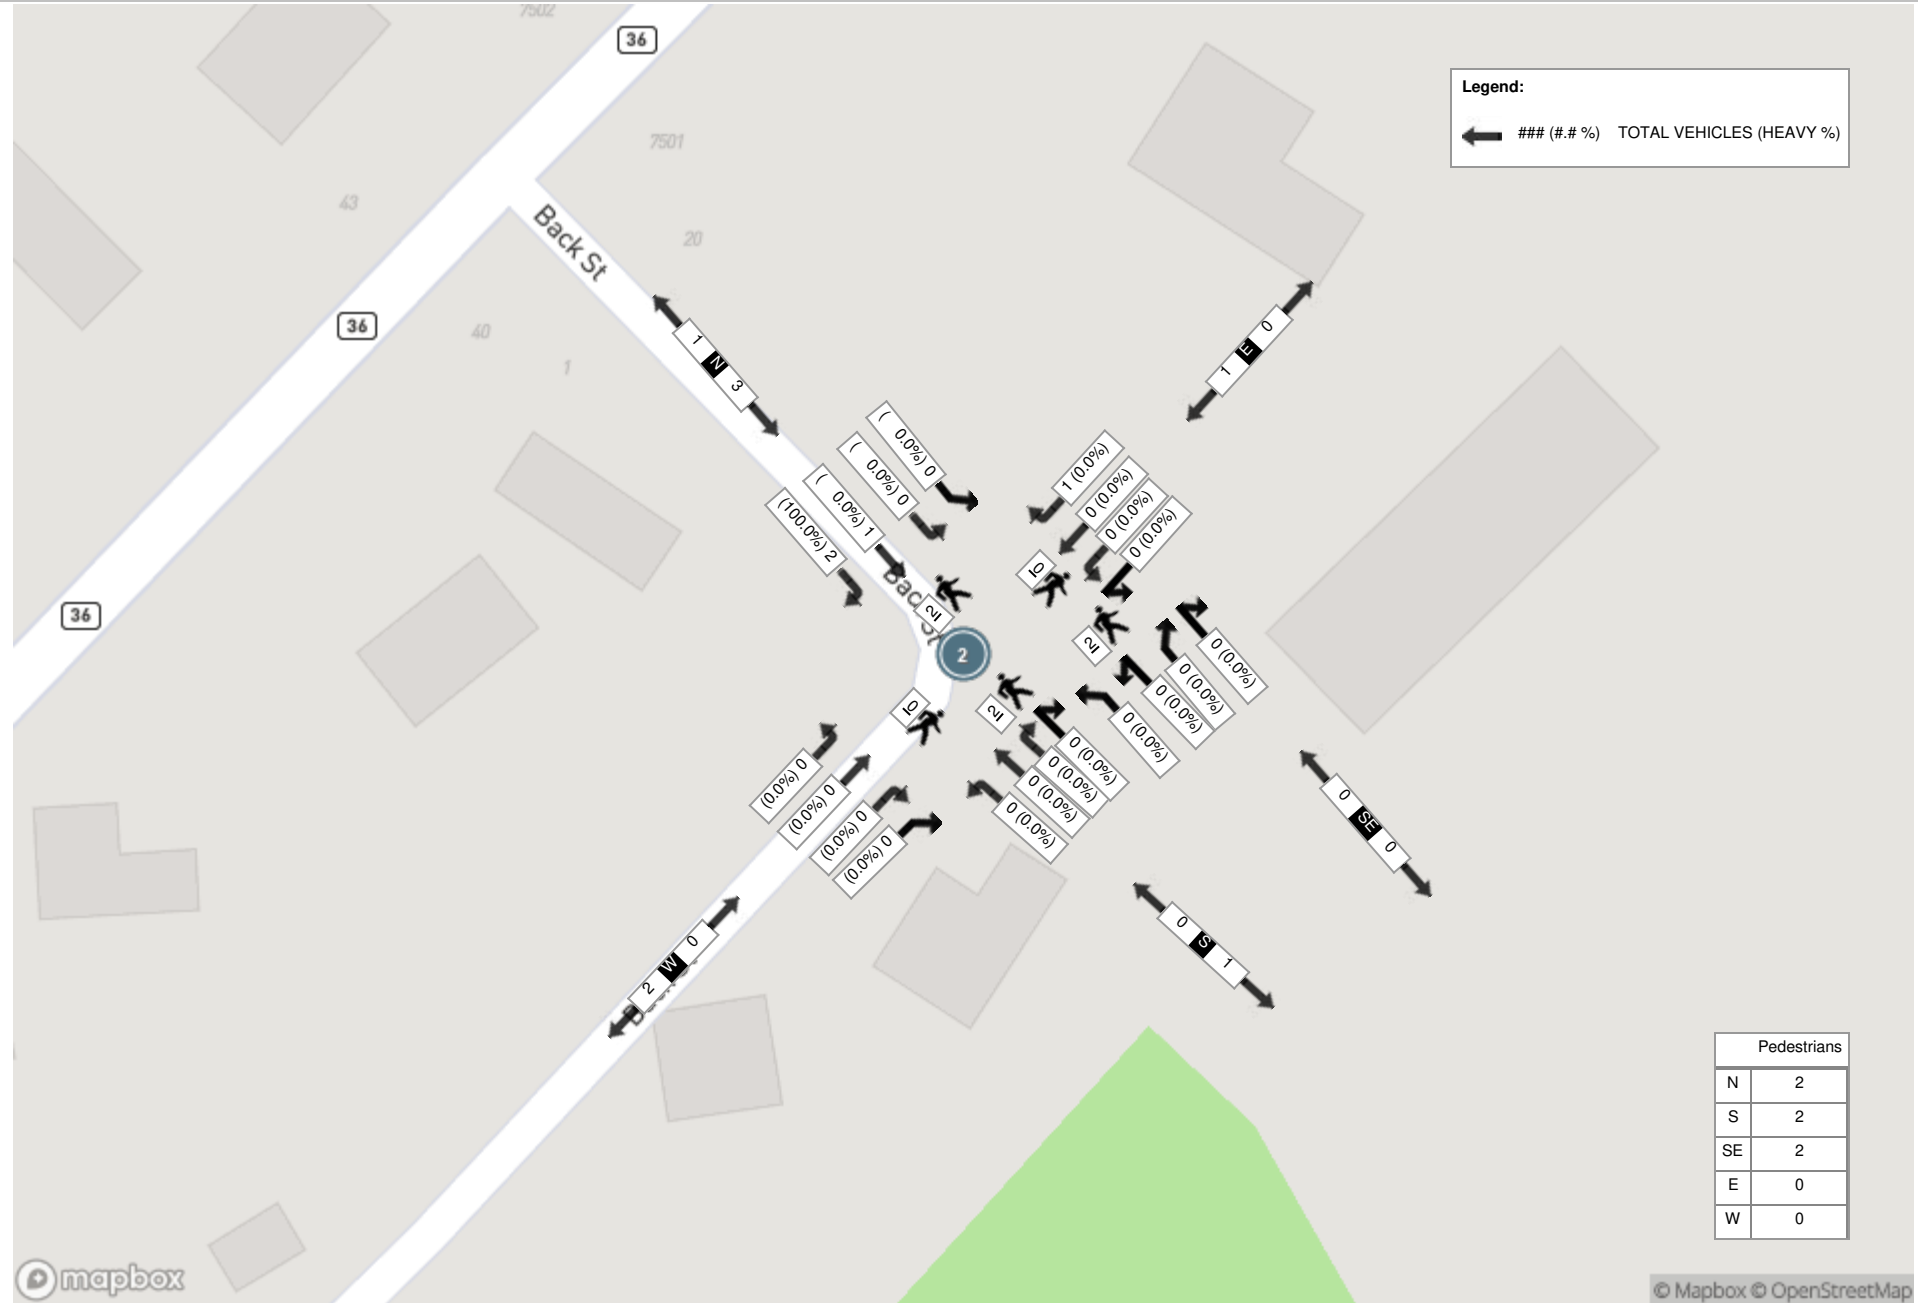 7502
36
Legend:
### (#.# %) TOTAL VEHICLES (HEAVY %)
7501
43
20
Back St
36
40
1
1 N 3
1 E 0
( 0.0%) 0
( 0.0%) 0
( 0.0%) 1
(100.0%) 2
1 (0.0%)
0 (0.0%)
0 (0.0%)
0 (0.0%)
0
2
2
2
0
Back St
2
36
0 (0.0%)
0 (0.0%)
0 (0.0%)
0 (0.0%)
0 (0.0%)
0 (0.0%)
0 (0.0%)
0 (0.0%)
(0.0%) 0
(0.0%) 0
(0.0%) 0
(0.0%) 0
0 SE 0
0 S 1
2 W 0
Pedestrians
N 2
S 2
SE 2
E 0
W 0
mapbox
© Mapbox © OpenStreetMap